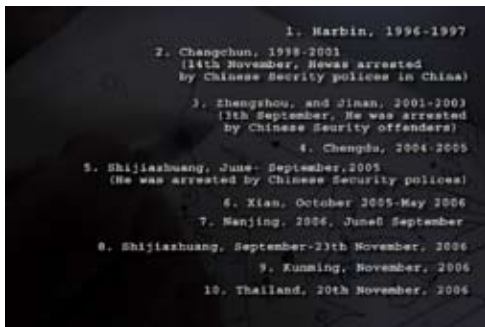 1. Harbin, 1996-1997
2. Changchun, 1998-2001
(14th November, Hewas arrested
by Chinese Secrity polices in China)
3. Zhengzhou, and Jinan, 2001-2003
(3th September, He was arrested
by Chinese Seurity offenders)
4. Chengdu, 2004-2005
5. Shijiazhuang, June- September,2005
(He was arrested by Chinese Security polices)
6. Xian, October 2005-May 2006
7. Nanjing, 2006, June0 September
8. Shijiazhuang, September-23th November, 2006
9. Kunming, November, 2006
10. Thailand, 20th November, 2006